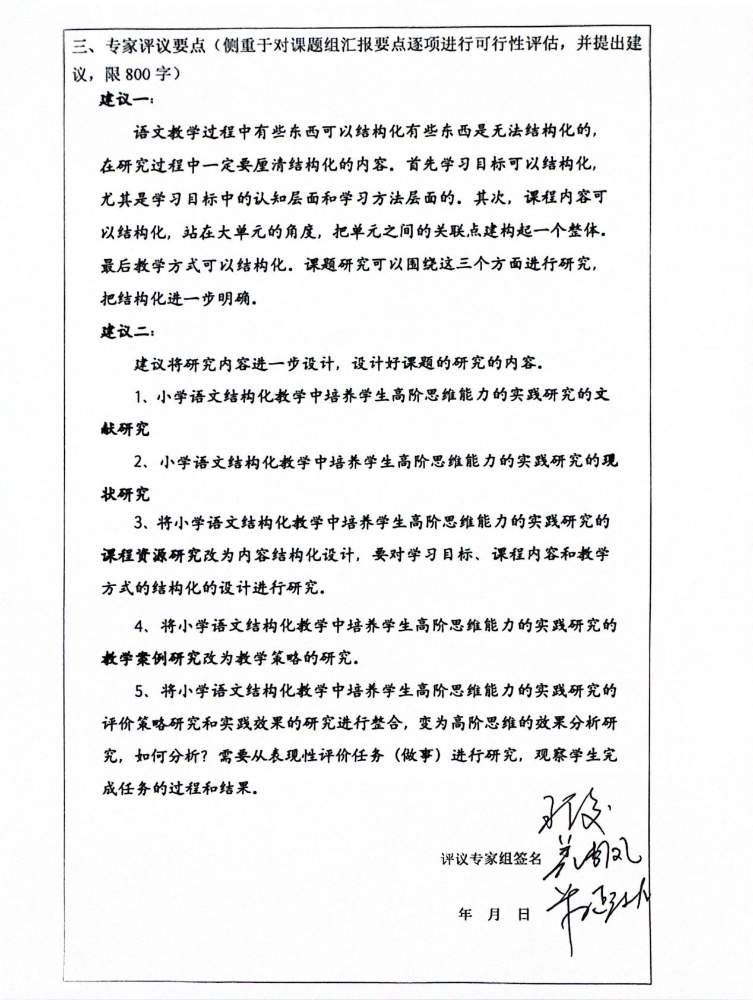 三、专家评议要点（侧重于对课题组汇报要点逐项进行可行性评估，并提出建
议，限 800 字）
建议一：
语文教学过程中有些东西可以结构化有些东西是无法结构化的，
在研究过程中一定要厘清结构化的内容。首先学习目标可以结构化，
尤其是学习目标中的认知层面和学习方法层面的。其次，课程内容可
以结构化，站在大单元的角度，把单元之间的关联点建构起一个整体。
最后教学方式可以结构化。课题研究可以围绕这三个方面进行研究，
把结构化进一步明确。
建议二：
建议将研究内容进一步设计，设计好课题的研究的内容。
1、小学语文结构化教学中培养学生高阶思维能力的实践研究的文
献研究
2、小学语文结构化教学中培养学生高阶思维能力的实践研究的现
状研究
3、将小学语文结构化教学中培养学生高阶思维能力的实践研究的
课程资源研究改为内容结构化设计，要对学习目标、课程内容和教学
方式的结构化的设计进行研究。
4、将小学语文结构化教学中培养学生高阶思维能力的实践研究的
教学案例研究改为教学策略的研究。
5、将小学语文结构化教学中培养学生高阶思维能力的实践研究的
评价策略研究和实践效果的研究进行整合，变为高阶思维的效果分析研
究，如何分析？需要从表现性评价任务（做事）进行研究，观察学生完
成任务的过程和结果。
评议专家组签名
年 月 日